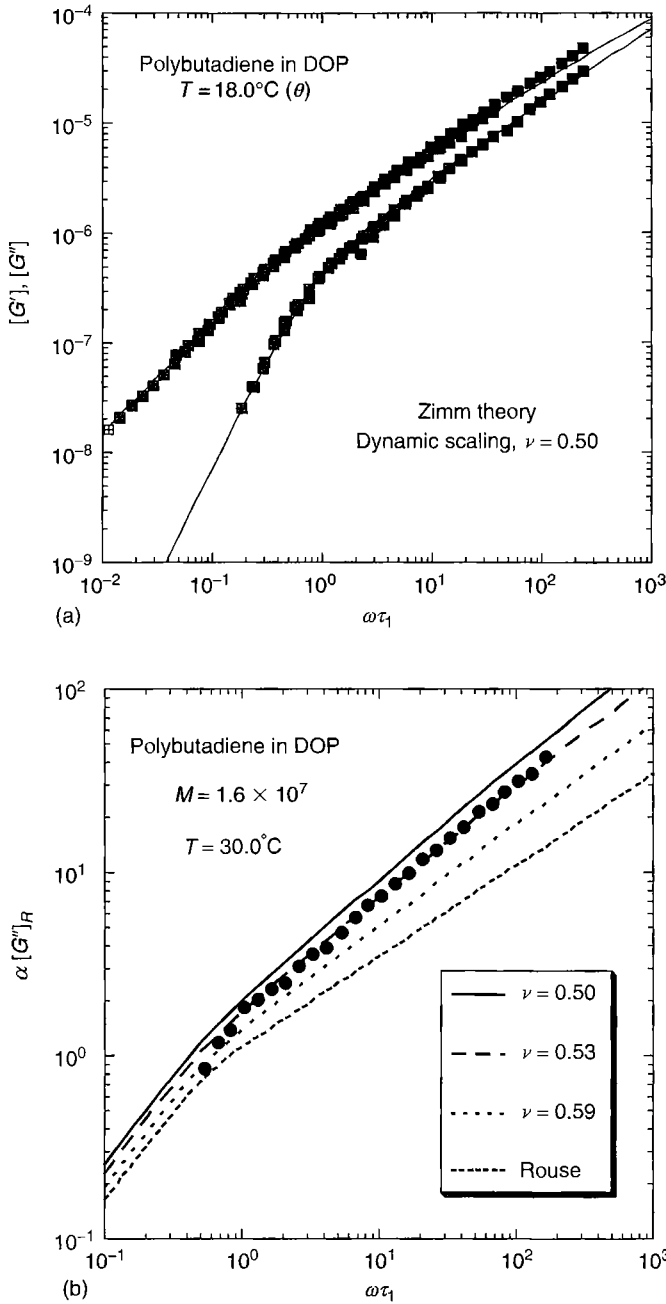 10⁻⁴
Polybutadiene in DOP
T = 18.0°C (θ)
10⁻⁵
10⁻⁶
[G′], [G″]
10⁻⁷
Zimm theory
Dynamic scaling, ν = 0.50
10⁻⁸
10⁻⁹
10⁻² 10⁻¹ 10⁰ 10¹ 10² 10³
(a)
ωτ₁
10²
Polybutadiene in DOP
M = 1.6 × 10⁷
T = 30.0°C
10¹
α [G″]_R
ν = 0.50
10⁰
ν = 0.53
ν = 0.59
Rouse
10⁻¹
10⁻¹ 10⁰ 10¹ 10² 10³
(b)
ωτ₁